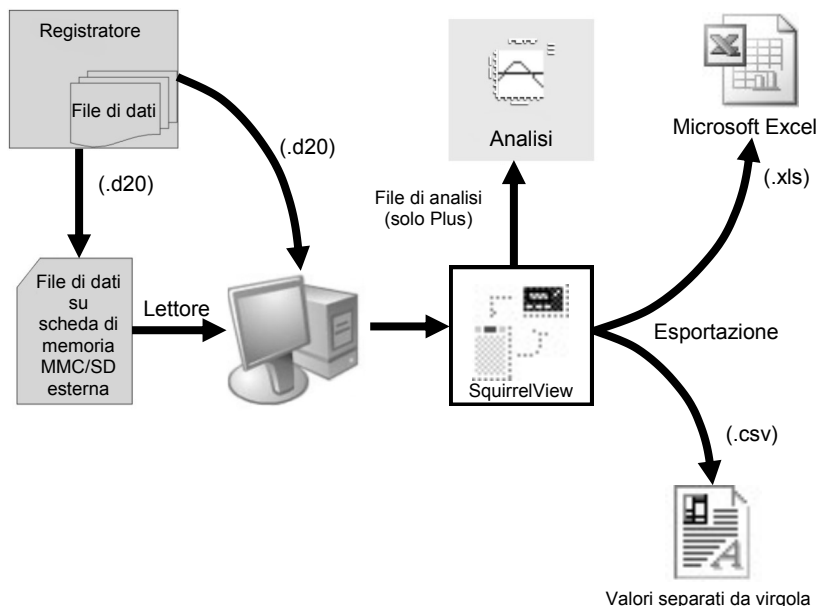 Registratore
File di dati
(.d20)
(.d20)
File di dati
su
scheda di
memoria
MMC/SD
esterna
Lettore
Analisi
File di analisi
(solo Plus)
SquirrelView
Microsoft Excel
(.xls)
Esportazione
(.csv)
Valori separati da virgola